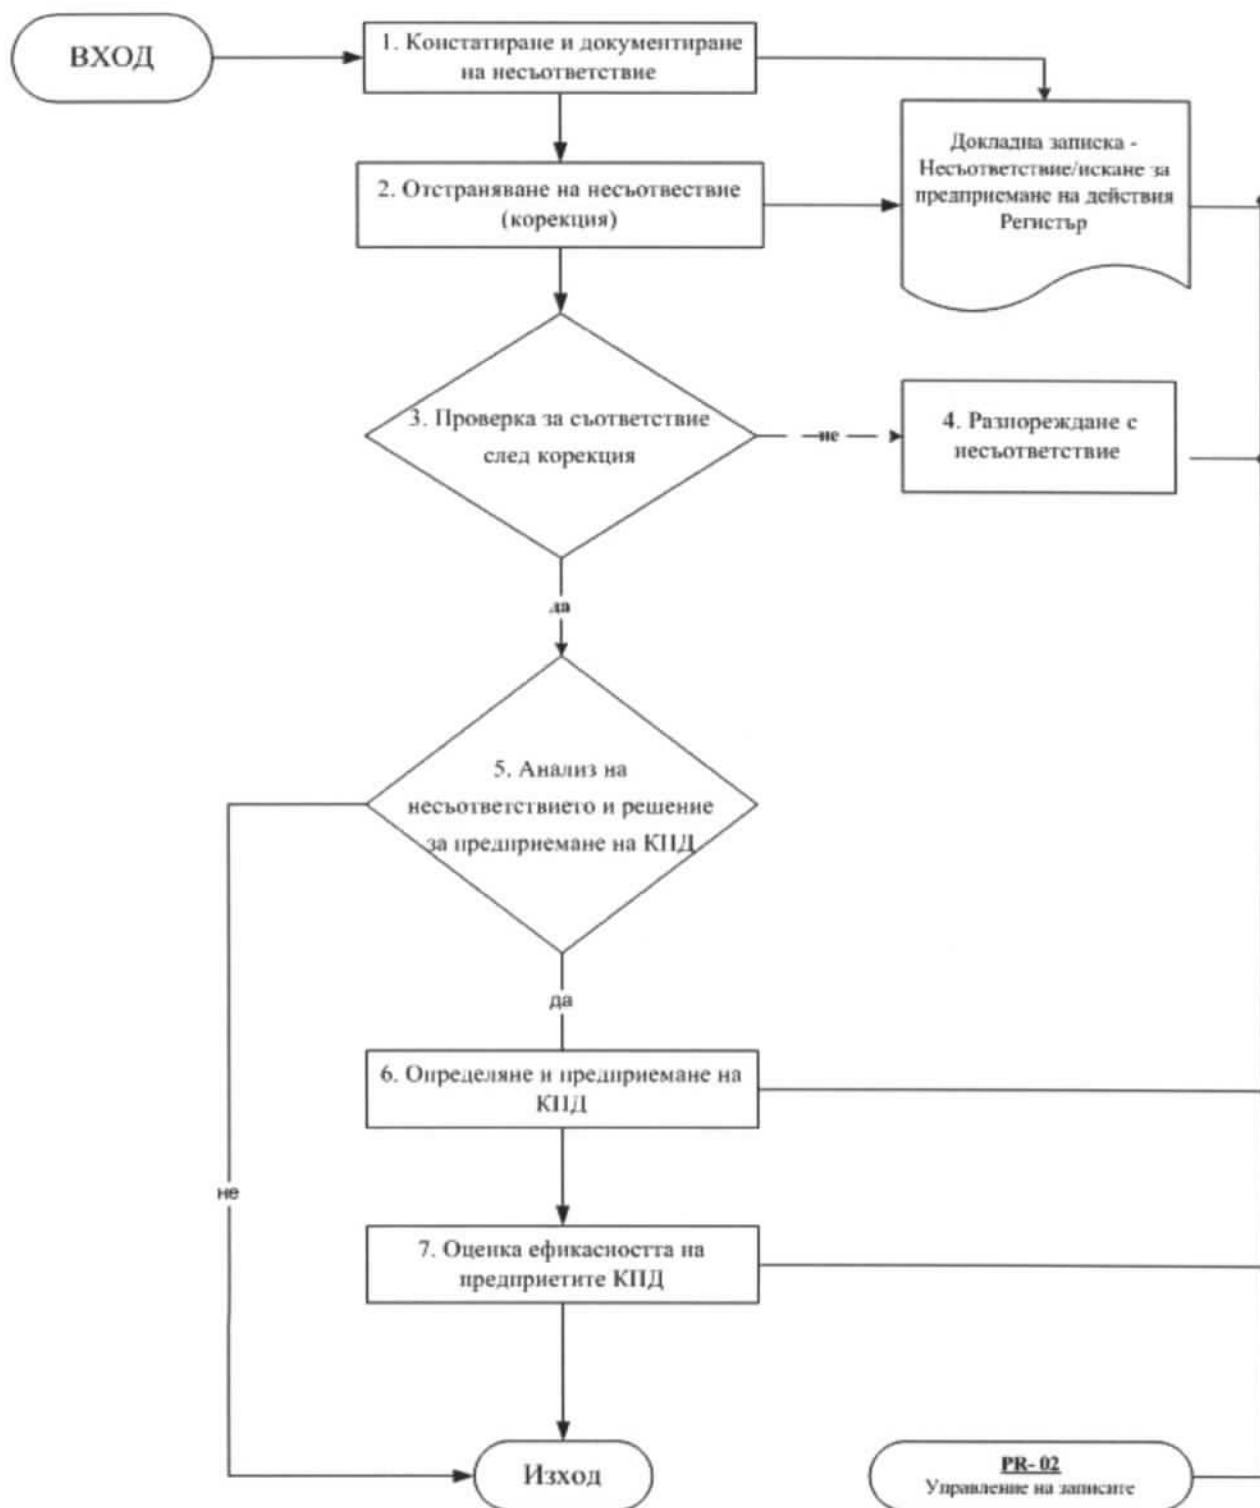 ВХОД
1. Констатиране и документиране
на несъответствие
Докладна записка -
Несъответствие/искане за
предприемане на действия
Регистър
2. Отстраняване на несъотвествие
(корекция)
3. Проверка за съответствие
след корекция
не
4. Разпореждане с
несъответствие
да
5. Анализ на
несъответствието и решение
за предприемане на КПД
да
6. Определяне и предприемане на
КПД
не
7. Оценка ефикасността на
предприетите КПД
Изход
PR- 02
Управление на записите